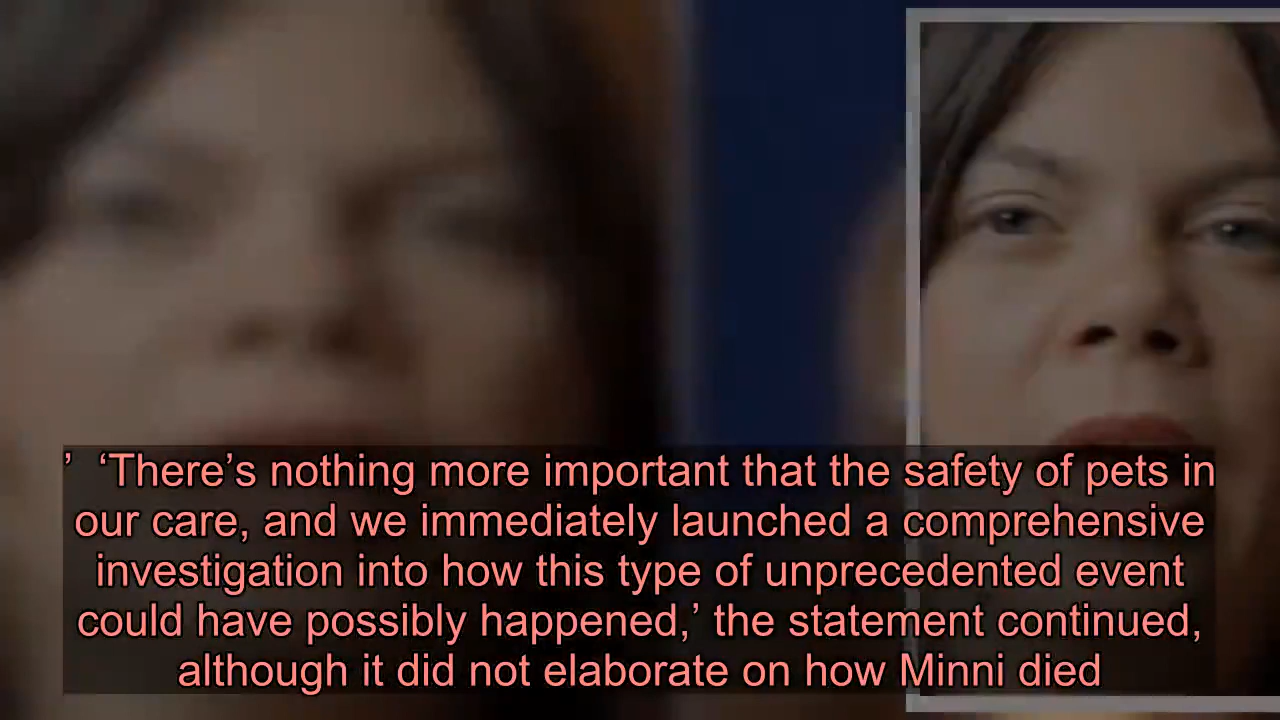 ’  ‘There’s nothing more important that the safety of pets in
our care, and we immediately launched a comprehensive
investigation into how this type of unprecedented event
could have possibly happened,’ the statement continued,
although it did not elaborate on how Minni died